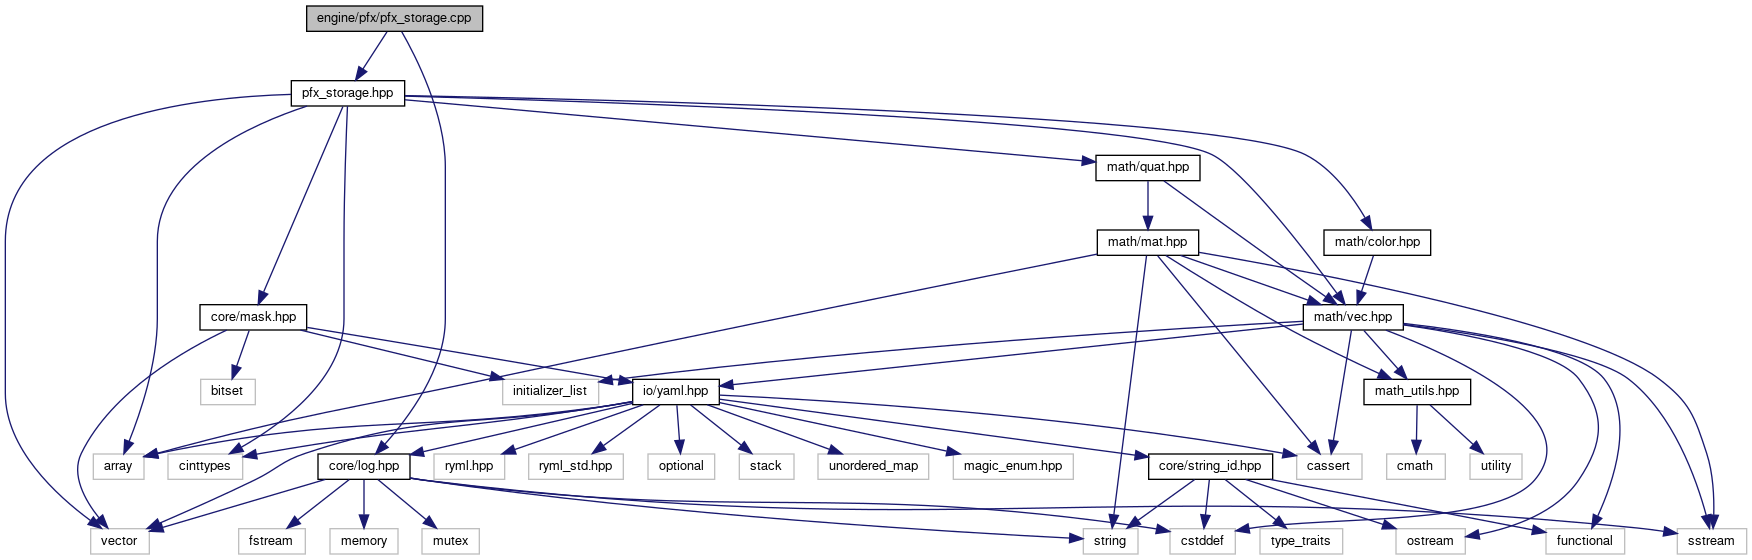 engine/pfx/pfx_storage.cpp
pfx_storage.hpp
math/quat.hpp
math/mat.hpp
math/color.hpp
core/mask.hpp
math/vec.hpp
bitset
initializer_list
io/yaml.hpp
math_utils.hpp
array
cinttypes
core/log.hpp
ryml.hpp
ryml_std.hpp
optional
stack
unordered_map
magic_enum.hpp
core/string_id.hpp
cassert
cmath
utility
vector
fstream
memory
mutex
string
cstddef
type_traits
ostream
functional
sstream